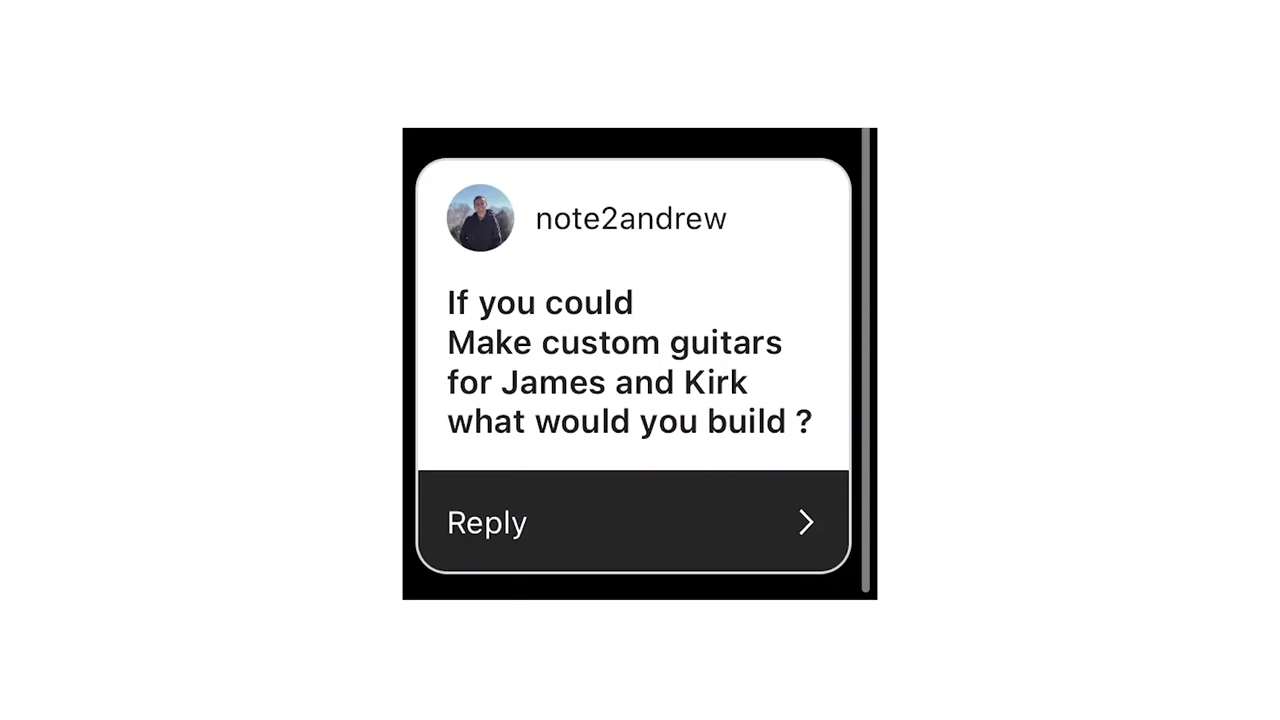 note2andrew
If you could
Make custom guitars
for James and Kirk
what would you build ?
Reply